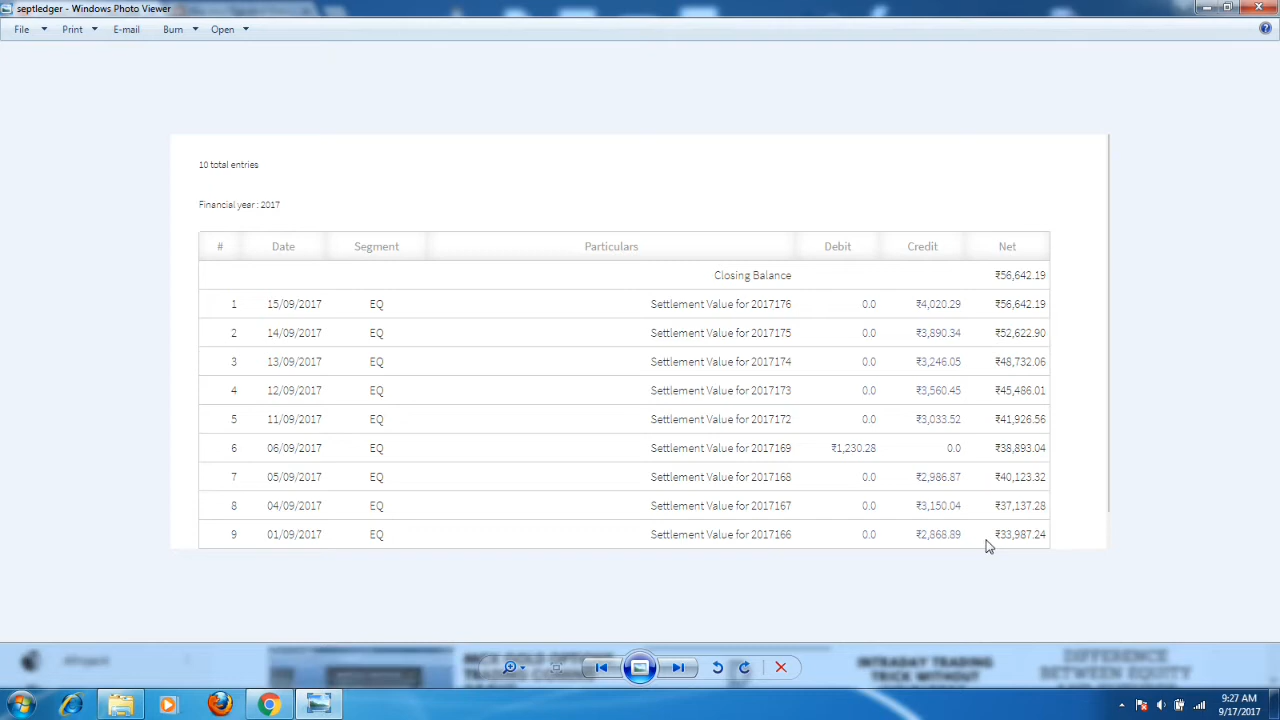 septledger - Windows Photo Viewer
File Print E-mail Burn Open
10 total entries
Financial year : 2017
# Date Segment Particulars Debit Credit Net
Closing Balance ₹56,642.19
1 15/09/2017 EQ Settlement Value for 2017176 0.0 ₹4,020.29 ₹56,642.19
2 14/09/2017 EQ Settlement Value for 2017175 0.0 ₹3,890.34 ₹52,622.90
3 13/09/2017 EQ Settlement Value for 2017174 0.0 ₹3,246.05 ₹48,732.06
4 12/09/2017 EQ Settlement Value for 2017173 0.0 ₹3,560.45 ₹45,486.01
5 11/09/2017 EQ Settlement Value for 2017172 0.0 ₹3,033.52 ₹41,926.56
6 06/09/2017 EQ Settlement Value for 2017169 ₹1,230.28 0.0 ₹38,893.04
7 05/09/2017 EQ Settlement Value for 2017168 0.0 ₹2,986.87 ₹40,123.32
8 04/09/2017 EQ Settlement Value for 2017167 0.0 ₹3,150.04 ₹37,137.28
9 01/09/2017 EQ Settlement Value for 2017166 0.0 ₹2,868.89 ₹33,987.24
INTRADAY TRADING
TRICK WITHOUT
DIFFERENCE
BETWEEN EQUITY
9:27 AM
9/17/2017